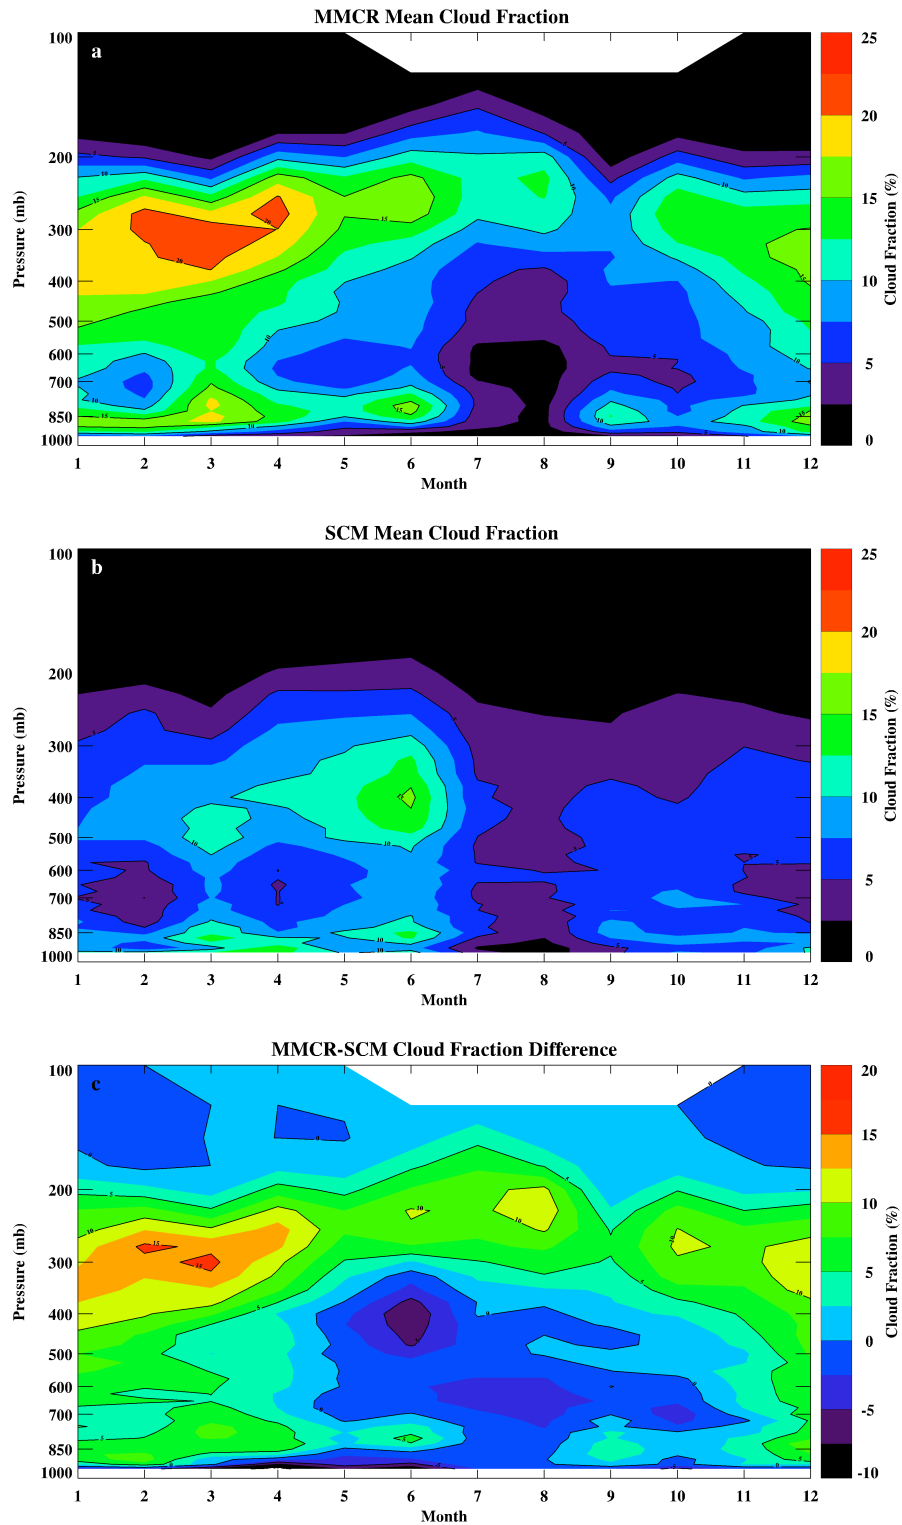 MMCR Mean Cloud Fraction
a
100
200
300
400
500
600
700
850
1000
Pressure (mb)
1 2 3 4 5 6 7 8 9 10 11 12
Month
25
20
15
10
5
0
Cloud Fraction (%)
SCM Mean Cloud Fraction
b
100
200
300
400
500
600
700
850
1000
Pressure (mb)
1 2 3 4 5 6 7 8 9 10 11 12
Month
25
20
15
10
5
0
Cloud Fraction (%)
MMCR-SCM Cloud Fraction Difference
c
100
200
300
400
500
600
700
850
1000
Pressure (mb)
1 2 3 4 5 6 7 8 9 10 11 12
Month
20
15
10
5
0
-5
-10
Cloud Fraction (%)